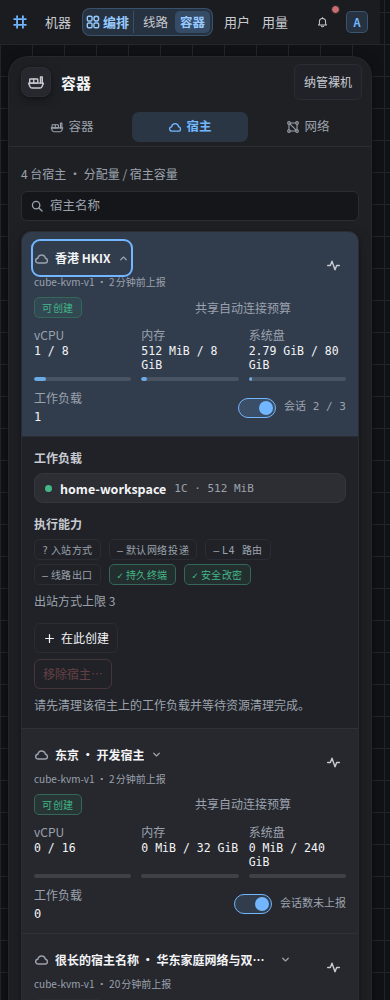 机器 编排 线路 容器 用户 用量 A
容器 纳管裸机
容器 宿主 网络
4 台宿主 · 分配量 / 宿主容量
宿主名称
香港 HKIX
cube-kvm-v1 · 2分钟前上报
可创建 共享自动连接预算
vCPU 内存 系统盘
1 / 8 512 MiB / 8 GiB 2.79 GiB / 80 GiB
工作负载
1
会话 2 / 3
工作负载
home-workspace 1C · 512 MiB
执行能力
? 入站方式 – 默认网络投递 – L4 路由
– 线路出口 ✓ 持久终端 ✓ 安全改密
出站方式上限 3
+ 在此创建
移除宿主…
请先清理该宿主上的工作负载并等待资源清理完成。
东京 · 开发宿主
cube-kvm-v1 · 2分钟前上报
可创建 共享自动连接预算
vCPU 内存 系统盘
0 / 16 0 MiB / 32 GiB 0 MiB / 240 GiB
工作负载
0
会话数未上报
很长的宿主名称 · 华东家庭网络与双…
cube-kvm-v1 · 20分钟前上报